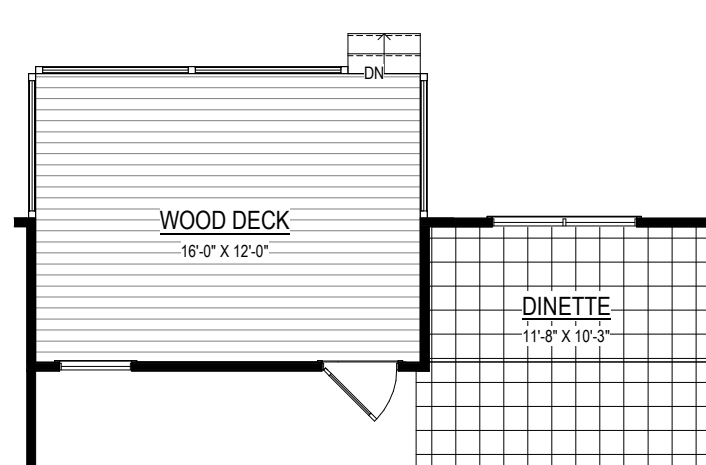 DN
WOOD DECK
16'-0" X 12'-0"
DINETTE
11'-8" X 10'-3"